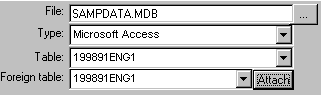 File: SAMPDATA.MDB ...
Type: Microsoft Access
Table: 199891ENG1
Foreign table: 199891ENG1 Attach